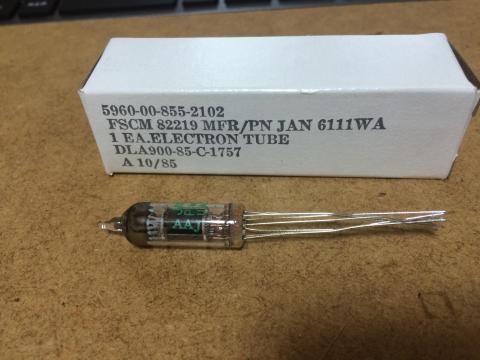 5960-00-855-2102
FSCM 82219 MFR/PN JAN 6111WA
1 EA.ELECTRON TUBE
DLA900-85-C-1757
A 10/85
AAJ